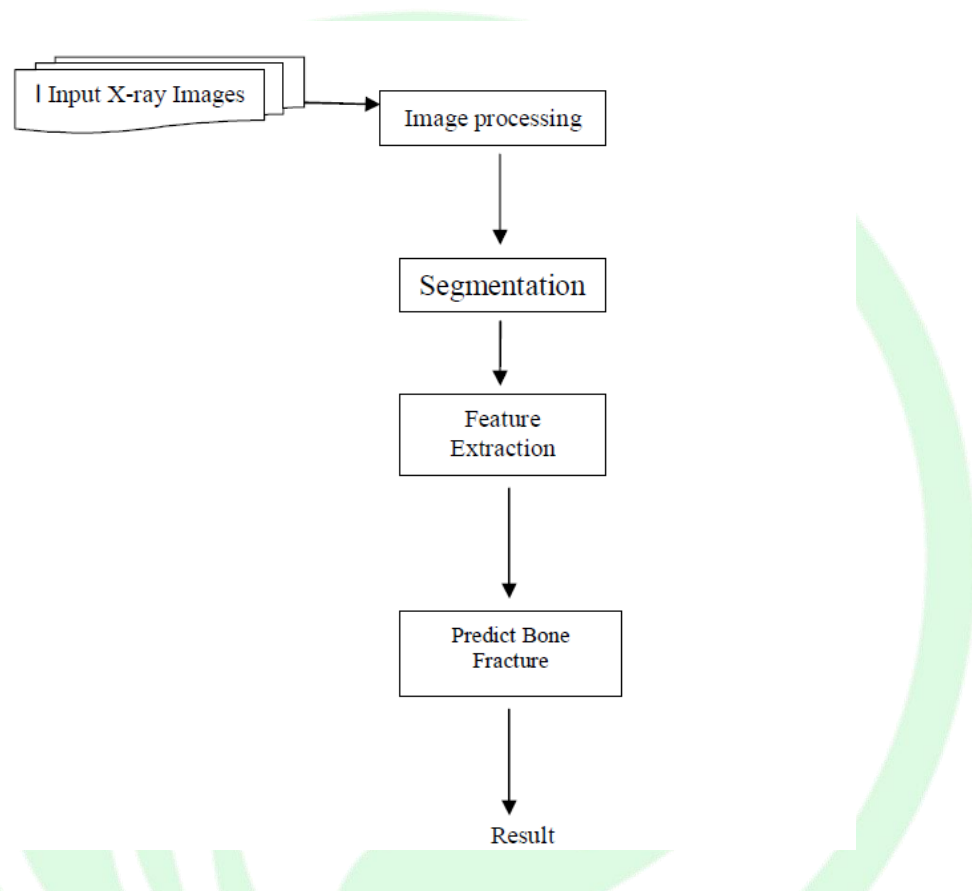 I Input X-ray Images
Image processing
Segmentation
Feature
Extraction
Predict Bone
Fracture
Result